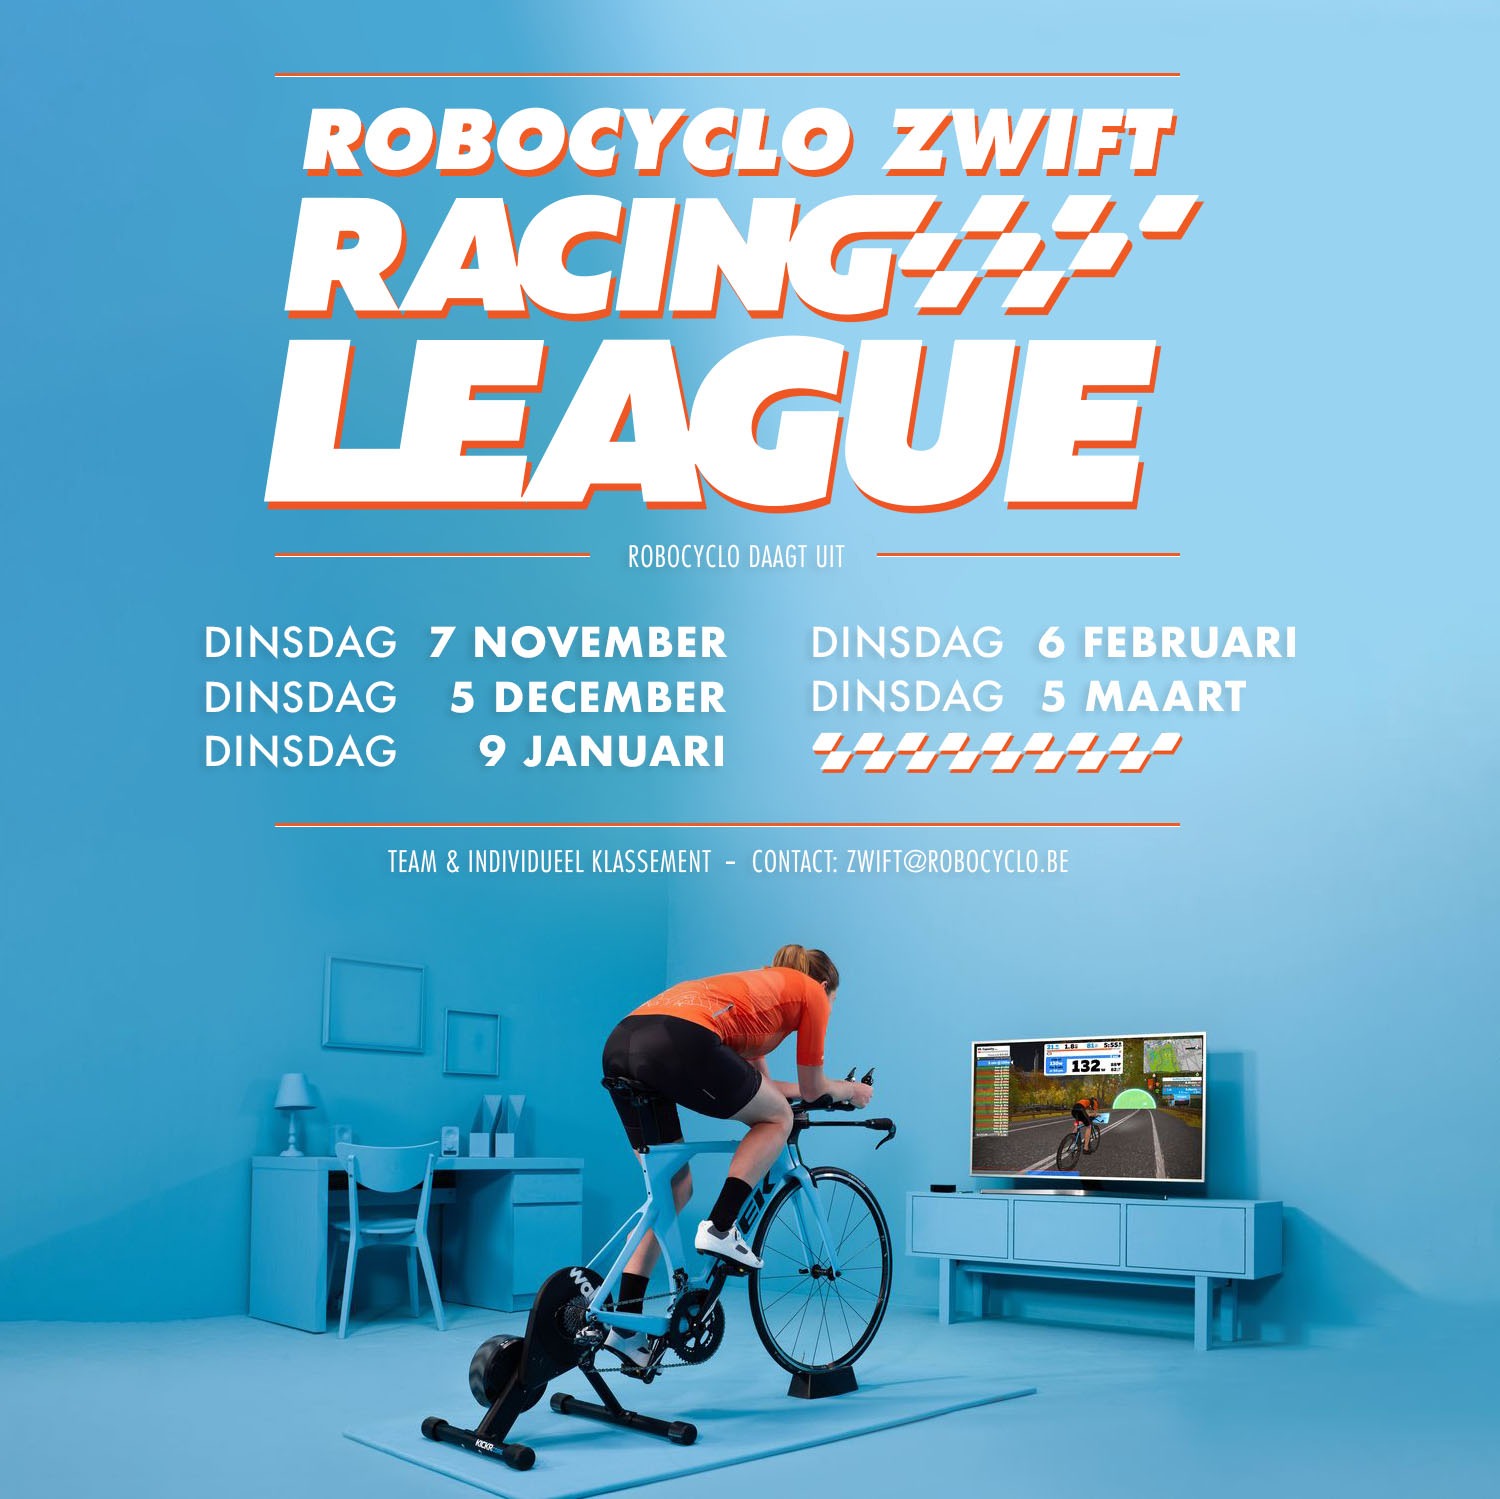 ROBOCYCLO ZWIFT
RACING
LEAGUE
ROBOCYCLO DAAGT UIT
DINSDAG 7 NOVEMBER
DINSDAG 5 DECEMBER
DINSDAG 9 JANUARI
DINSDAG 6 FEBRUARI
DINSDAG 5 MAART
TEAM & INDIVIDUEEL KLASSEMENT - CONTACT: ZWIFT@ROBOCYCLO.BE
132
KICKR